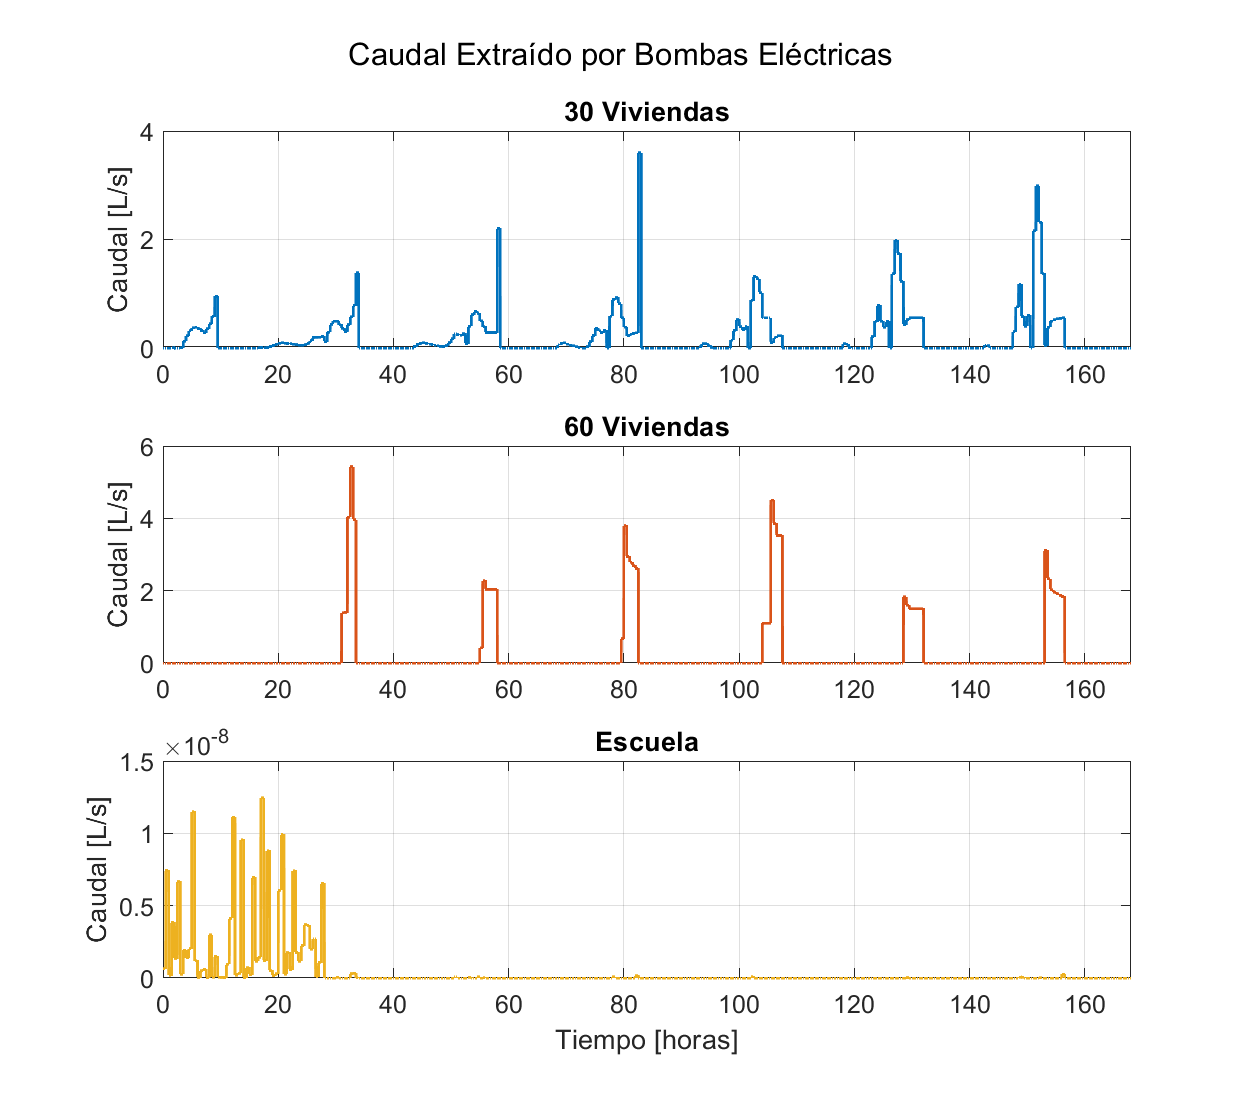 Caudal Extraído por Bombas Eléctricas
30 Viviendas
Caudal [L/s]
4
2
0
0 20 40 60 80 100 120 140 160
60 Viviendas
Caudal [L/s]
6
4
2
0
0 20 40 60 80 100 120 140 160
Escuela
×10-8
Caudal [L/s]
1.5
1
0.5
0
0 20 40 60 80 100 120 140 160
Tiempo [horas]